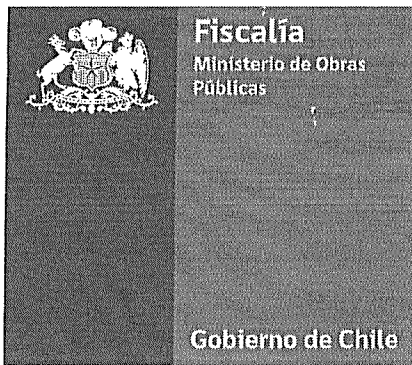 Fiscalía
Ministerio de Obras
Públicas
Gobierno de Chile